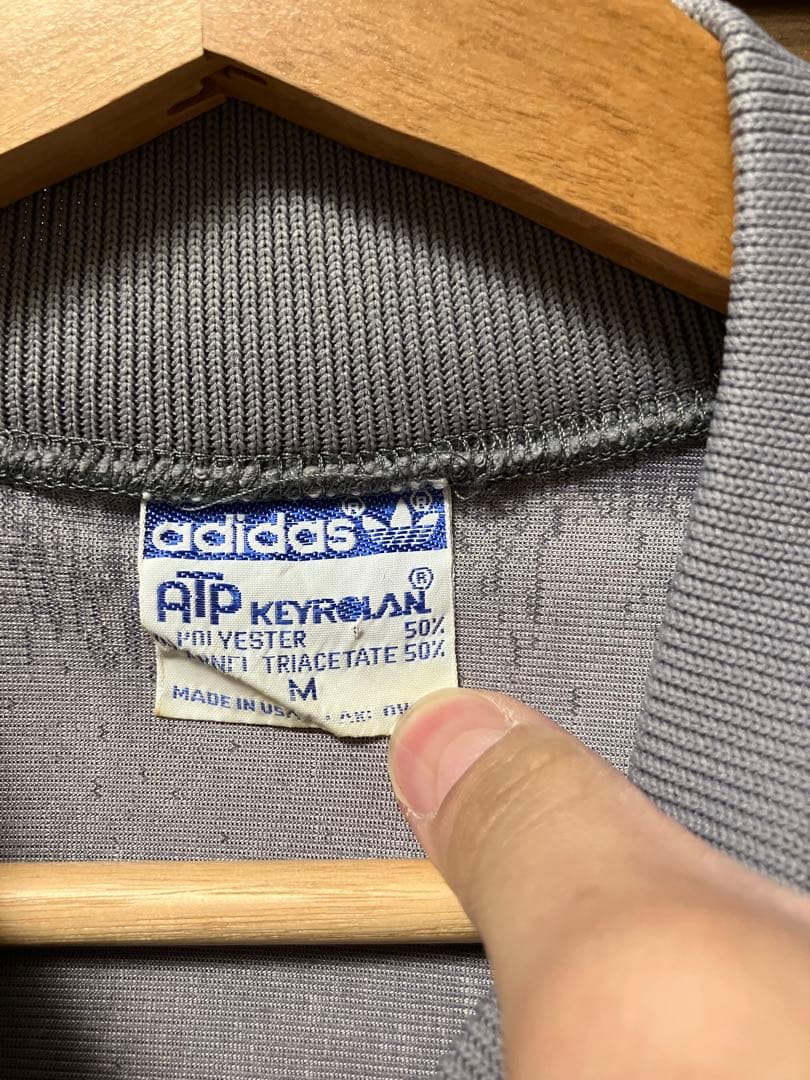 adidas®
ATP KEYROLAN®
POLYESTER 50%
TRIACETATE 50%
M
MADE IN USA